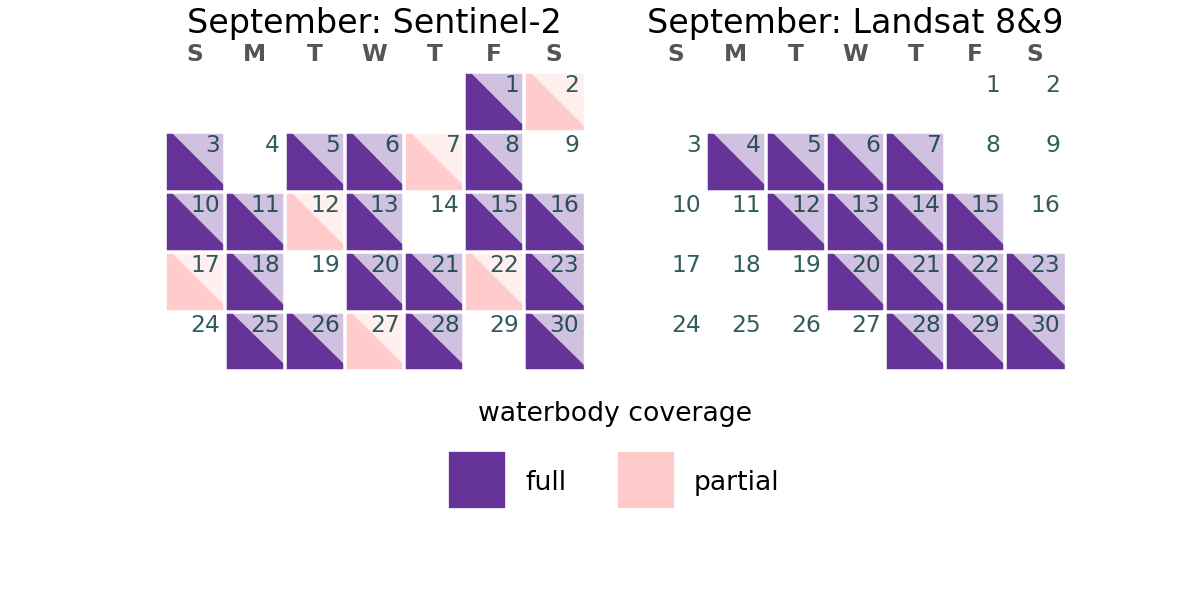 September: Sentinel-2
S M T W T F S
1 2
3 4 5 6 7 8 9
10 11 12 13 14 15 16
17 18 19 20 21 22 23
24 25 26 27 28 29 30
September: Landsat 8&9
S M T W T F S
1 2
3 4 5 6 7 8 9
10 11 12 13 14 15 16
17 18 19 20 21 22 23
24 25 26 27 28 29 30
waterbody coverage
full partial